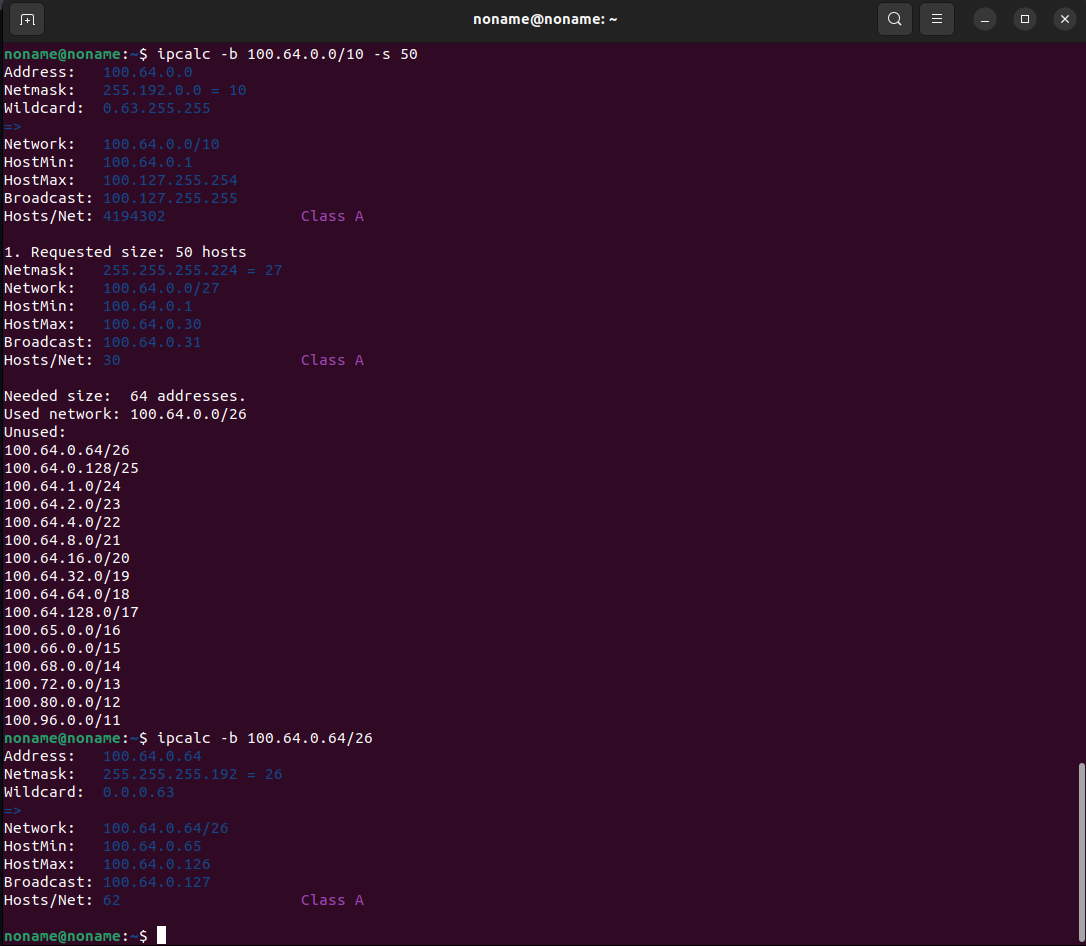 noname@noname: ~
noname@noname:~$ ipcalc -b 100.64.0.0/10 -s 50
Address:   100.64.0.0
Netmask:   255.192.0.0 = 10
Wildcard:  0.63.255.255
=>
Network:   100.64.0.0/10
HostMin:   100.64.0.1
HostMax:   100.127.255.254
Broadcast: 100.127.255.255
Hosts/Net: 4194302               Class A
1. Requested size: 50 hosts
Netmask:   255.255.255.224 = 27
Network:   100.64.0.0/27
HostMin:   100.64.0.1
HostMax:   100.64.0.30
Broadcast: 100.64.0.31
Hosts/Net: 30                    Class A
Needed size:  64 addresses.
Used network: 100.64.0.0/26
Unused:
100.64.0.64/26
100.64.0.128/25
100.64.1.0/24
100.64.2.0/23
100.64.4.0/22
100.64.8.0/21
100.64.16.0/20
100.64.32.0/19
100.64.64.0/18
100.64.128.0/17
100.65.0.0/16
100.66.0.0/15
100.68.0.0/14
100.72.0.0/13
100.80.0.0/12
100.96.0.0/11
noname@noname:~$ ipcalc -b 100.64.0.64/26
Address:   100.64.0.64
Netmask:   255.255.255.192 = 26
Wildcard:  0.0.0.63
=>
Network:   100.64.0.64/26
HostMin:   100.64.0.65
HostMax:   100.64.0.126
Broadcast: 100.64.0.127
Hosts/Net: 62                    Class A
noname@noname:~$